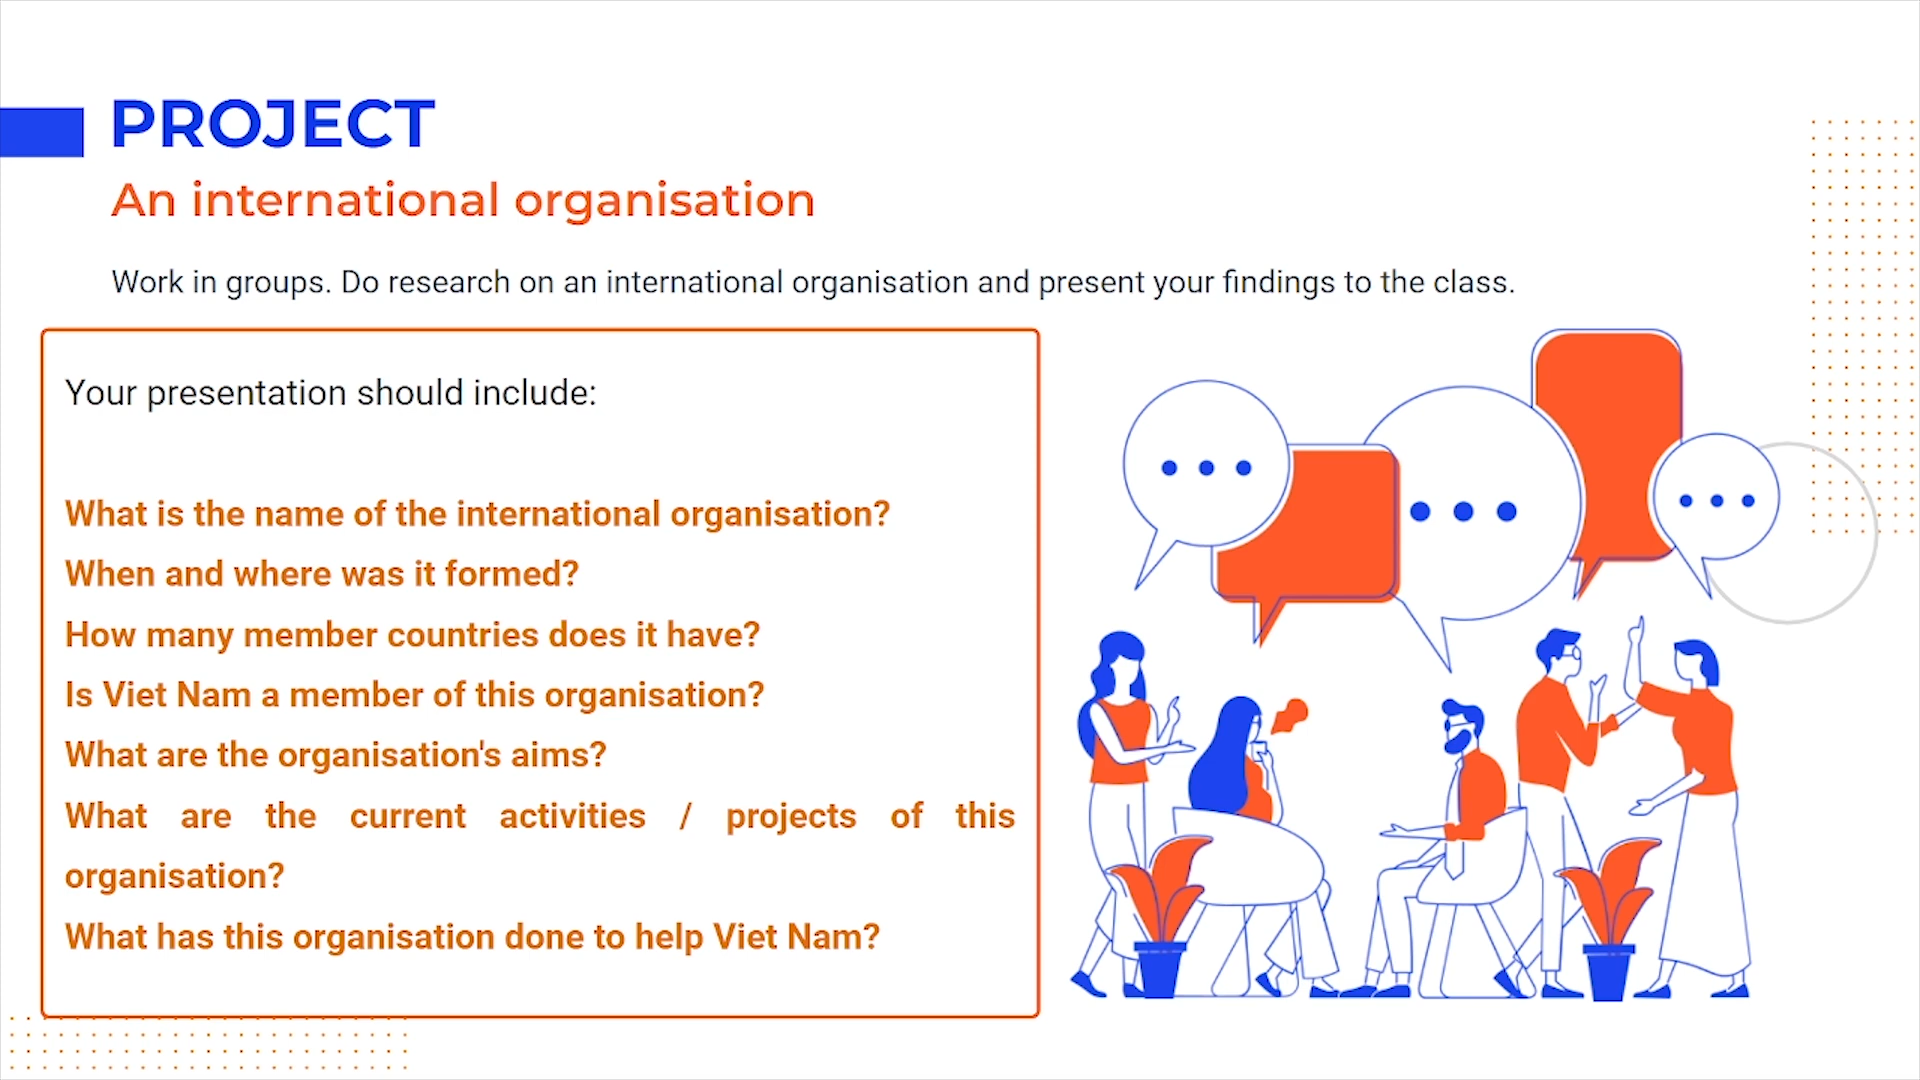 PROJECT
An international organisation
Work in groups. Do research on an international organisation and present your findings to the class.
Your presentation should include:
What is the name of the international organisation?
When and where was it formed?
How many member countries does it have?
Is Viet Nam a member of this organisation?
What are the organisation's aims?
What are the current activities / projects of this
organisation?
What has this organisation done to help Viet Nam?